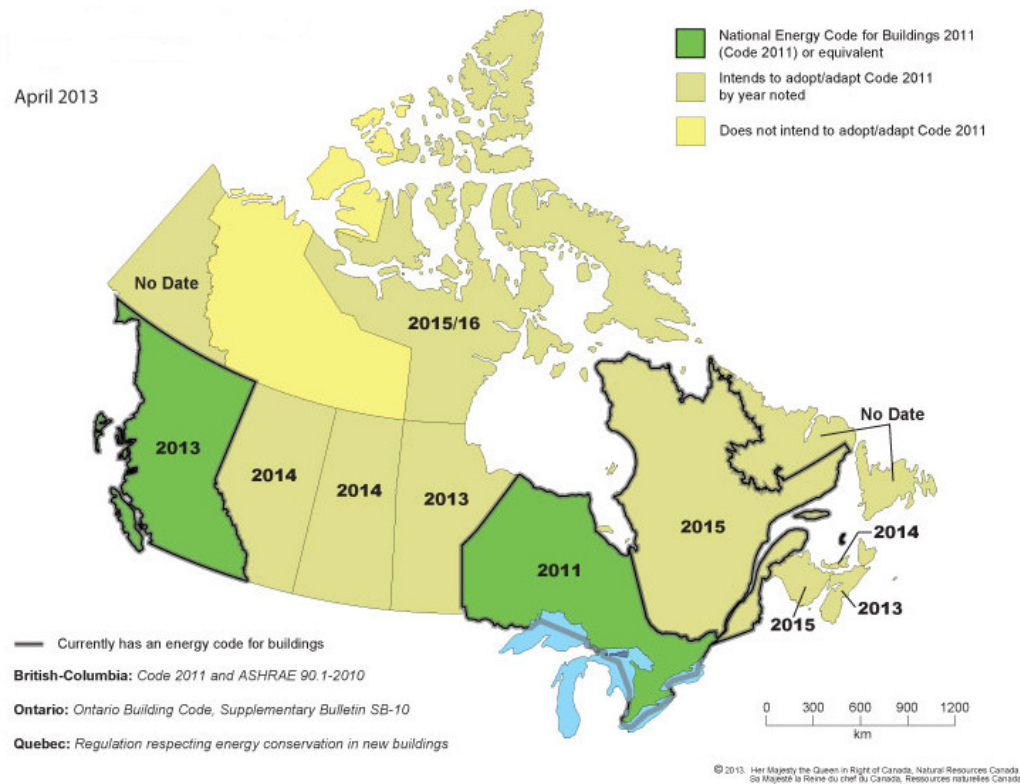 National Energy Code for Buildings 2011
(Code 2011) or equivalent
Intends to adopt/adapt Code 2011
by year noted
Does not intend to adopt/adapt Code 2011
April 2013
No Date
2015/16
No Date
2013
2014
2014
2013
2015
2014
2011
2013
2015
Currently has an energy code for buildings
British-Columbia: Code 2011 and ASHRAE 90.1-2010
Ontario: Ontario Building Code, Supplementary Bulletin SB-10
Quebec: Regulation respecting energy conservation in new buildings
0 300 600 900 1200
km
© 2013. Her Majesty the Queen in Right of Canada, Natural Resources Canada
Sa Majesté la Reine du chef du Canada, Ressources naturelles Canada